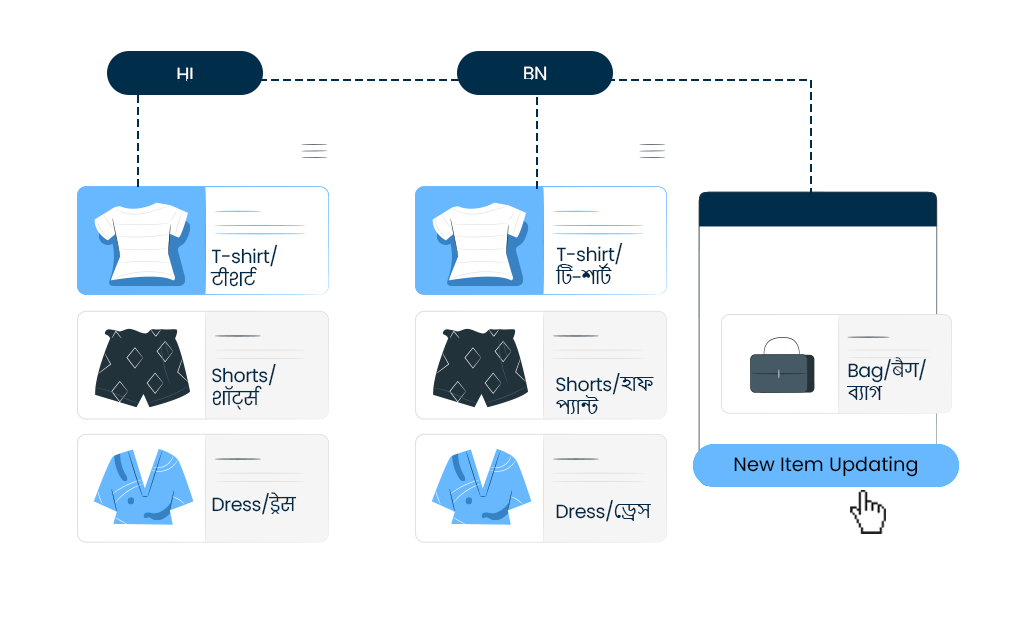 HI
BN
T-shirt/
टीशर्ट
Shorts/
शॉर्ट्स
Dress/ड्रेस
T-shirt/
টি-শার্ট
Shorts/হাফ
প্যান্ট
Dress/ড্রেস
Bag/बैग/
ব্যাগ
New Item Updating